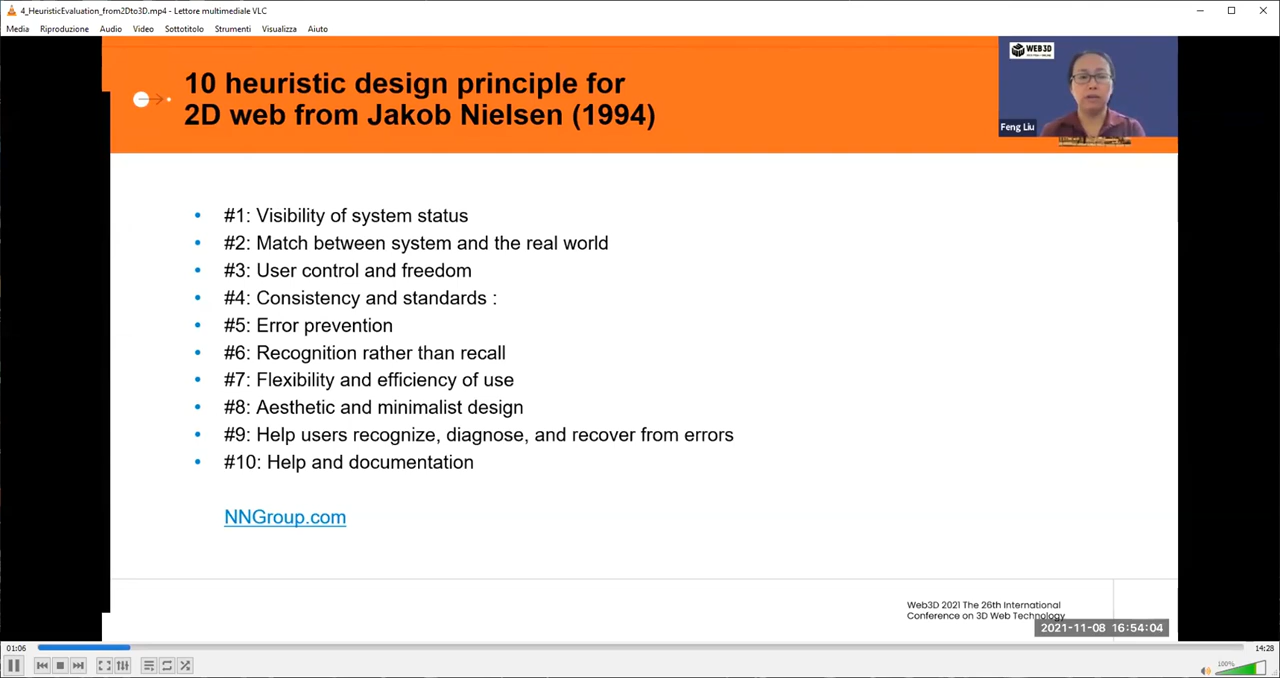 4_HeuristicEvaluation_from2Dto3D.mp4 - Lettore multimediale VLC
Media Riproduzione Audio Video Sottotitolo Strumenti Visualizza Aiuto
10 heuristic design principle for
2D web from Jakob Nielsen (1994)
WEB3D
Feng Liu
• #1: Visibility of system status
• #2: Match between system and the real world
• #3: User control and freedom
• #4: Consistency and standards :
• #5: Error prevention
• #6: Recognition rather than recall
• #7: Flexibility and efficiency of use
• #8: Aesthetic and minimalist design
• #9: Help users recognize, diagnose, and recover from errors
• #10: Help and documentation
NNGroup.com
Web3D 2021 The 26th International
Conference on 3D Web Technology
2021-11-08 16:54:04
01:06
14:28
100%